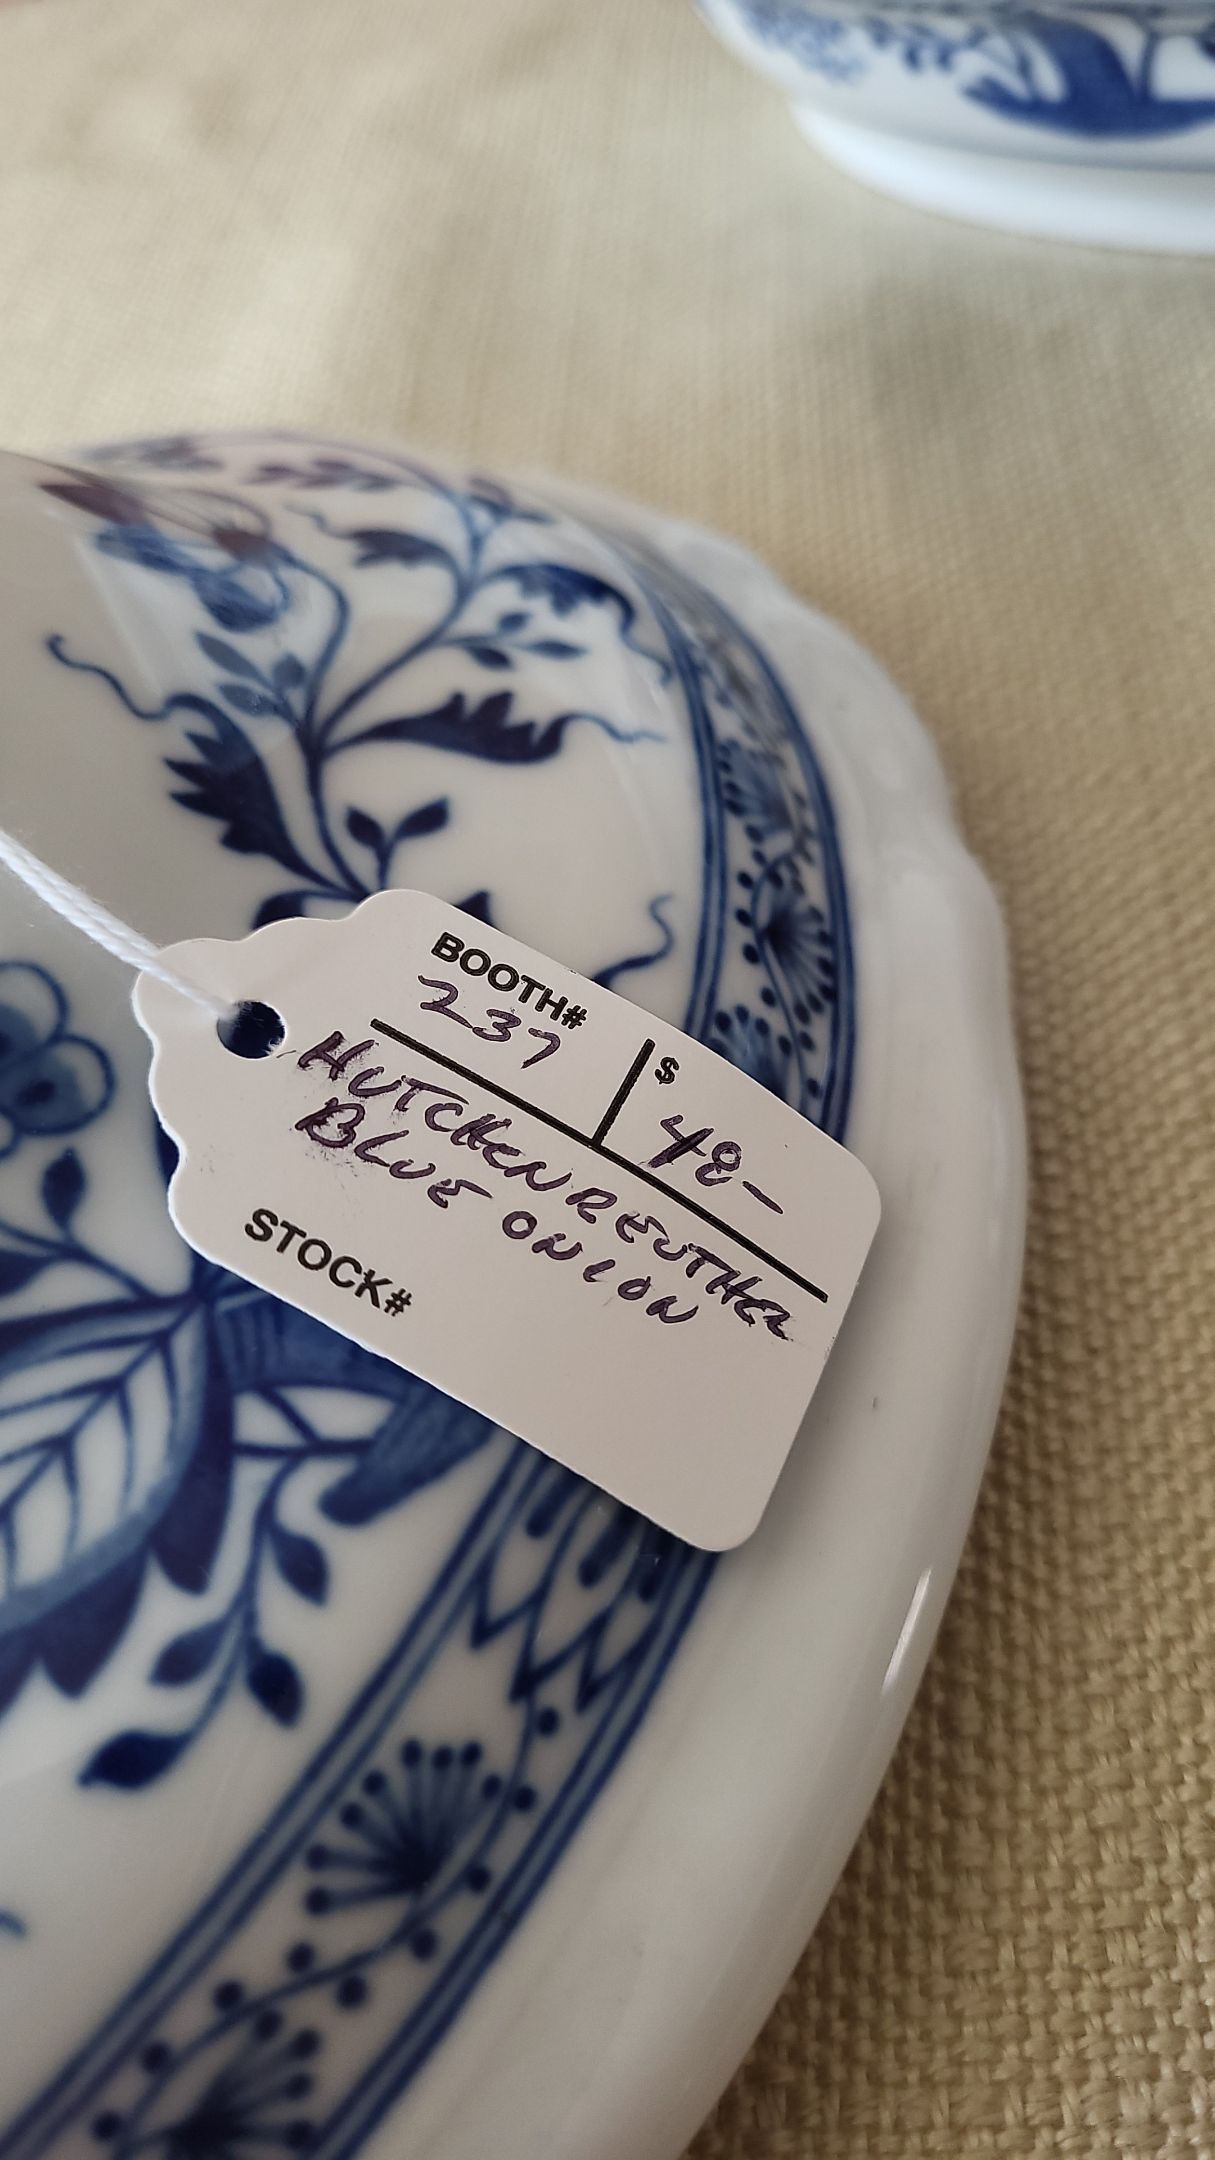 BOOTH#
237
$ 48-
HUTCHENREUTHER
BLUE ONION
STOCK#